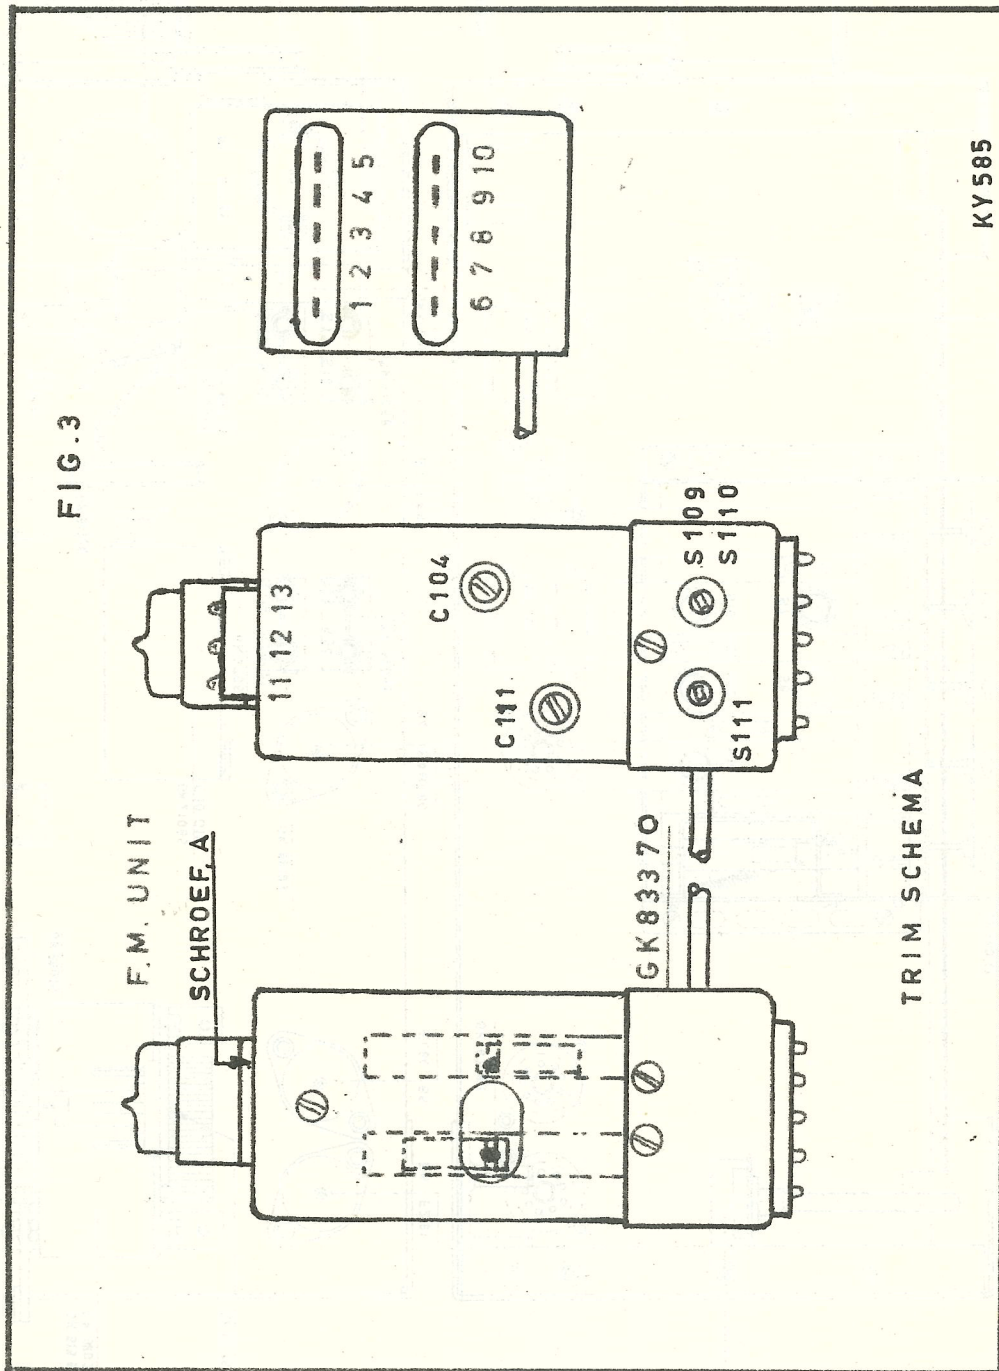 FIG.3
F.M. UNIT
SCHROEF, A
11 12 13
C104
C111
S109
S110
S111
GK83370
1 2 3 4 5
6 7 8 9 10
TRIM SCHEMA
KY585